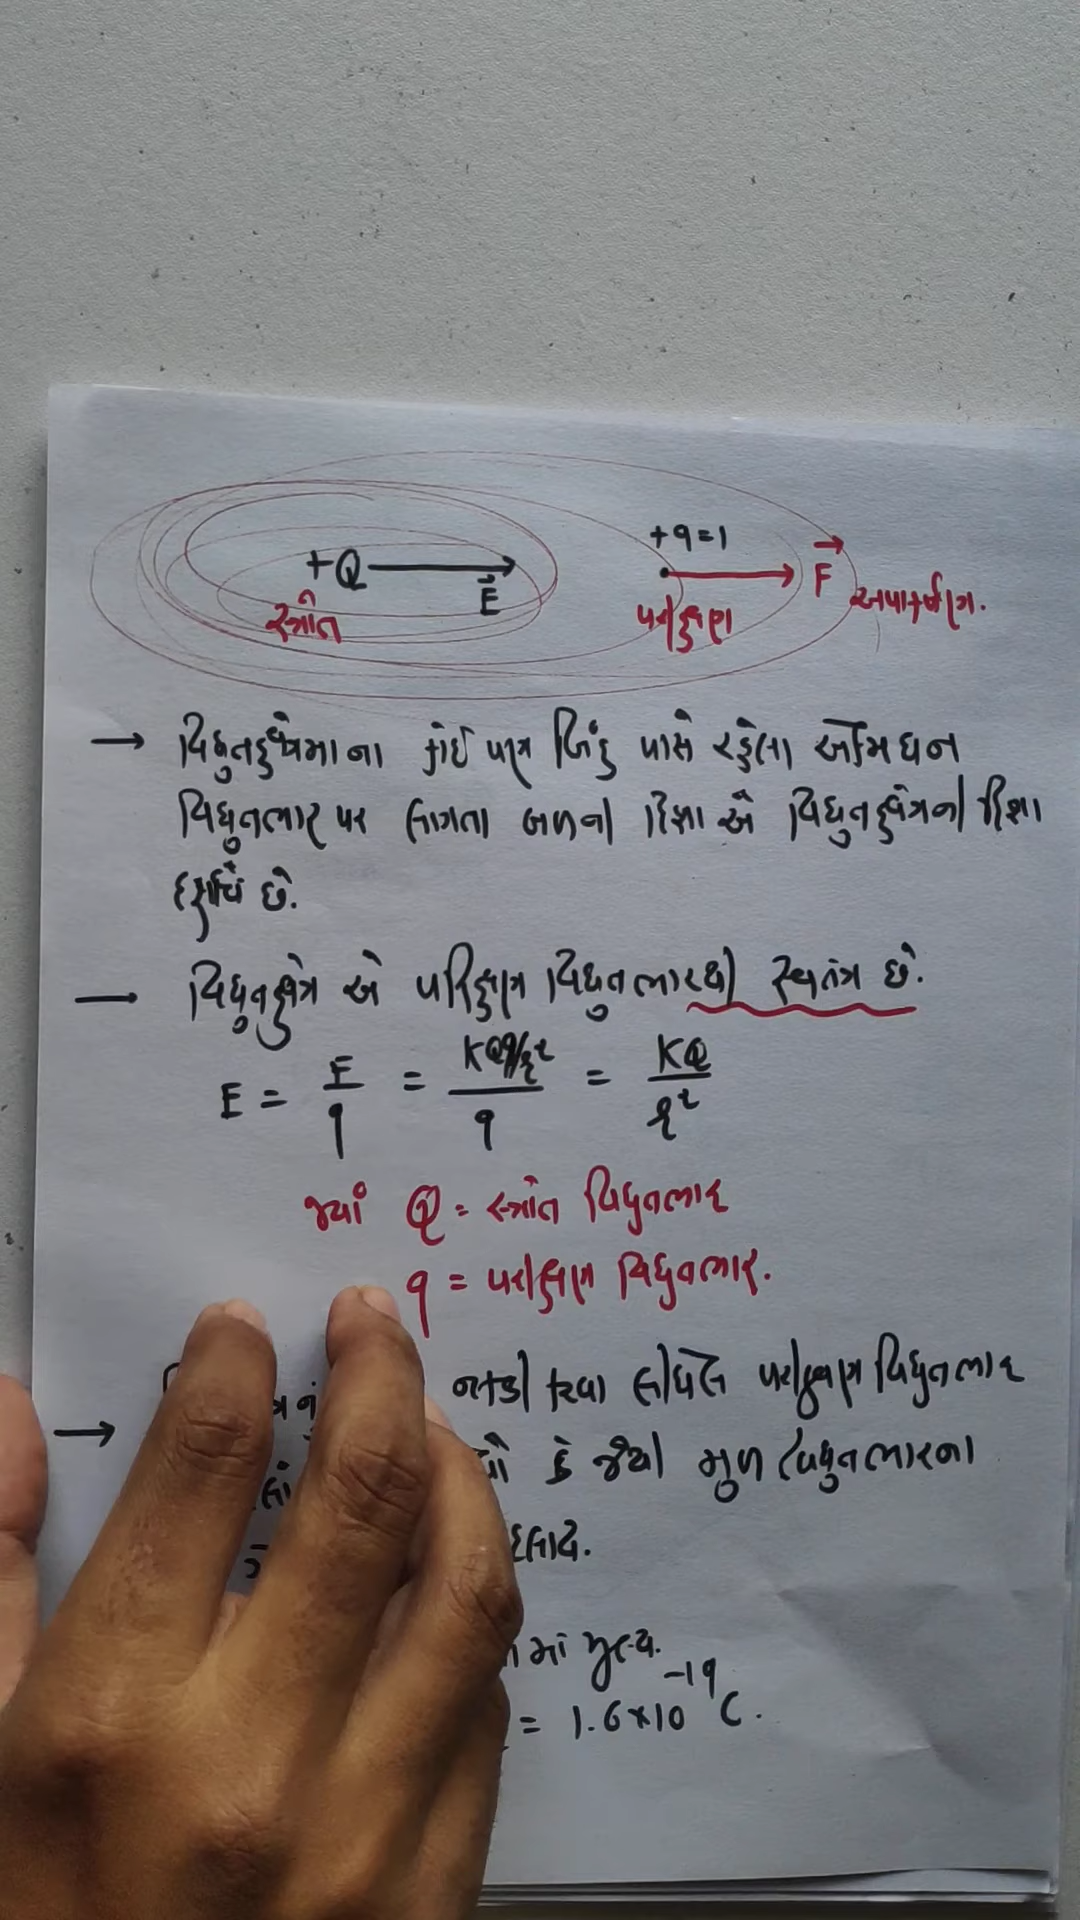 +q=1
+Q E F
સ્ત્રોત પરીક્ષણ અપાકર્ષણ.
→ વિદ્યુતક્ષેત્રમાંના કોઈ પણ બિંદુ પાસે રહેલા એકમ ધન
વિદ્યુતભાર પર લાગતા બળની દિશા એ વિદ્યુતક્ષેત્રની દિશા
દર્શાવે છે.
— વિદ્યુતક્ષેત્ર એ પરિક્ષણ વિદ્યુતભારથી સ્વતંત્ર છે.
E = F/q = KQq/r² / q = KQ/r²
જ્યાં Q = સ્ત્રોત વિદ્યુતભાર
q = પરીક્ષણ વિદ્યુતભાર.
→ નક્કી કરવા લીધેલ પરીક્ષણ વિદ્યુતભાર
કે જેથી મુળ વિદ્યુતભારના
માં મુલ્ય.
= 1.6×10⁻¹⁹ C.